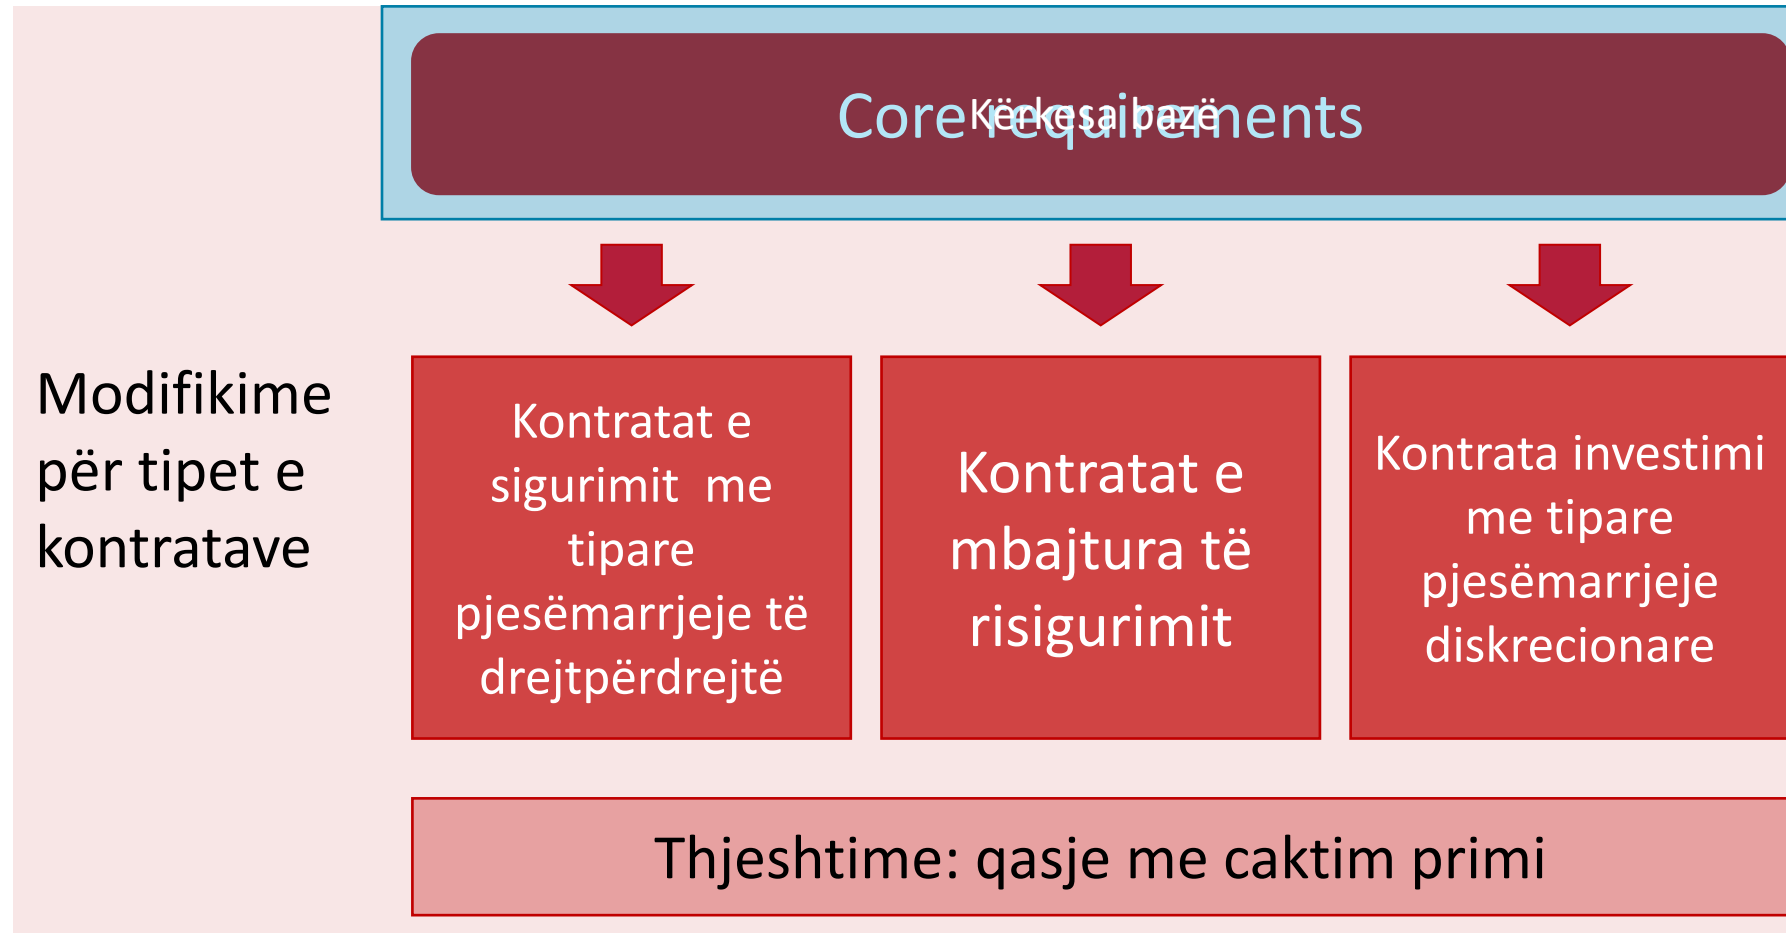 Core requirements
Kërkesa bazë
Modifikime
për tipet e
kontratave
Kontratat e
sigurimit  me
tipare
pjesëmarrjeje të
drejtpërdrejtë
Kontratat e
mbajtura të
risigurimit
Kontrata investimi
me tipare
pjesëmarrjeje
diskrecionare
Thjeshtime: qasje me caktim primi